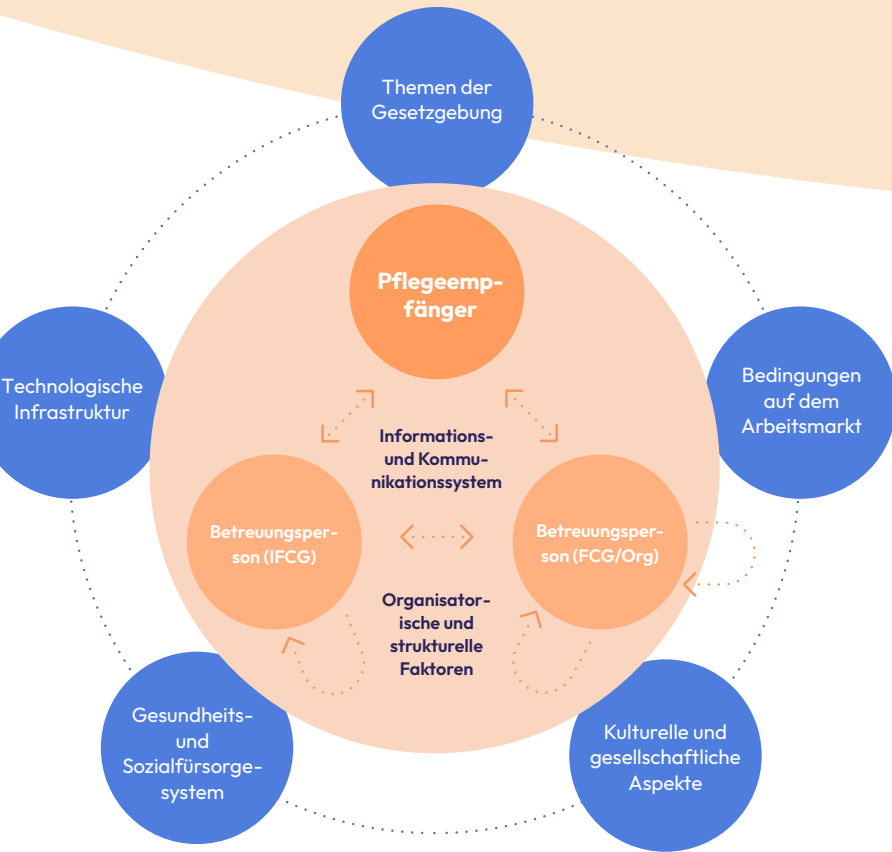 Themen der
Gesetzgebung
Pflegeemp-
fänger
Technologische
Infrastruktur
Bedingungen
auf dem
Arbeitsmarkt
Informations-
und Kommu-
nikationssystem
Betreuungsper-
son (IFCG)
Betreuungsper-
son (FCG/Org)
Organisator-
ische und
strukturelle
Faktoren
Gesundheits-
und
Sozialfürsorge-
system
Kulturelle und
gesellschaftliche
Aspekte